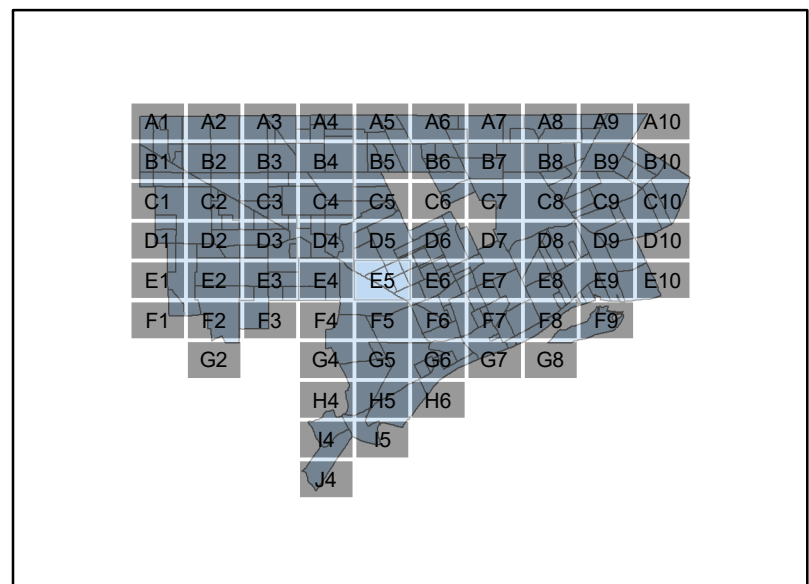 A1 A2 A3 A4 A5 A6 A7 A8 A9 A10
B1 B2 B3 B4 B5 B6 B7 B8 B9 B10
C1 C2 C3 C4 C5 C6 C7 C8 C9 C10
D1 D2 D3 D4 D5 D6 D7 D8 D9 D10
E1 E2 E3 E4 E5 E6 E7 E8 E9 E10
F1 F2 F3 F4 F5 F6 F7 F8 F9
G2 G4 G5 G6 G7 G8
H4 H5 H6
I4 I5
J4